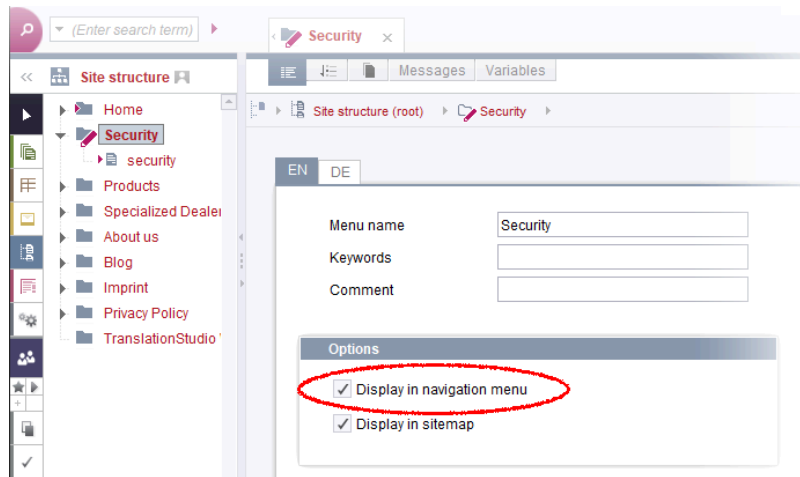 (Enter search term)
Security
Site structure
Messages Variables
Site structure (root) Security
Home
Security
security
Products
Specialized Dealer
About us
Blog
Imprint
Privacy Policy
TranslationStudio
EN DE
Menu name Security
Keywords
Comment
Options
Display in navigation menu
Display in sitemap